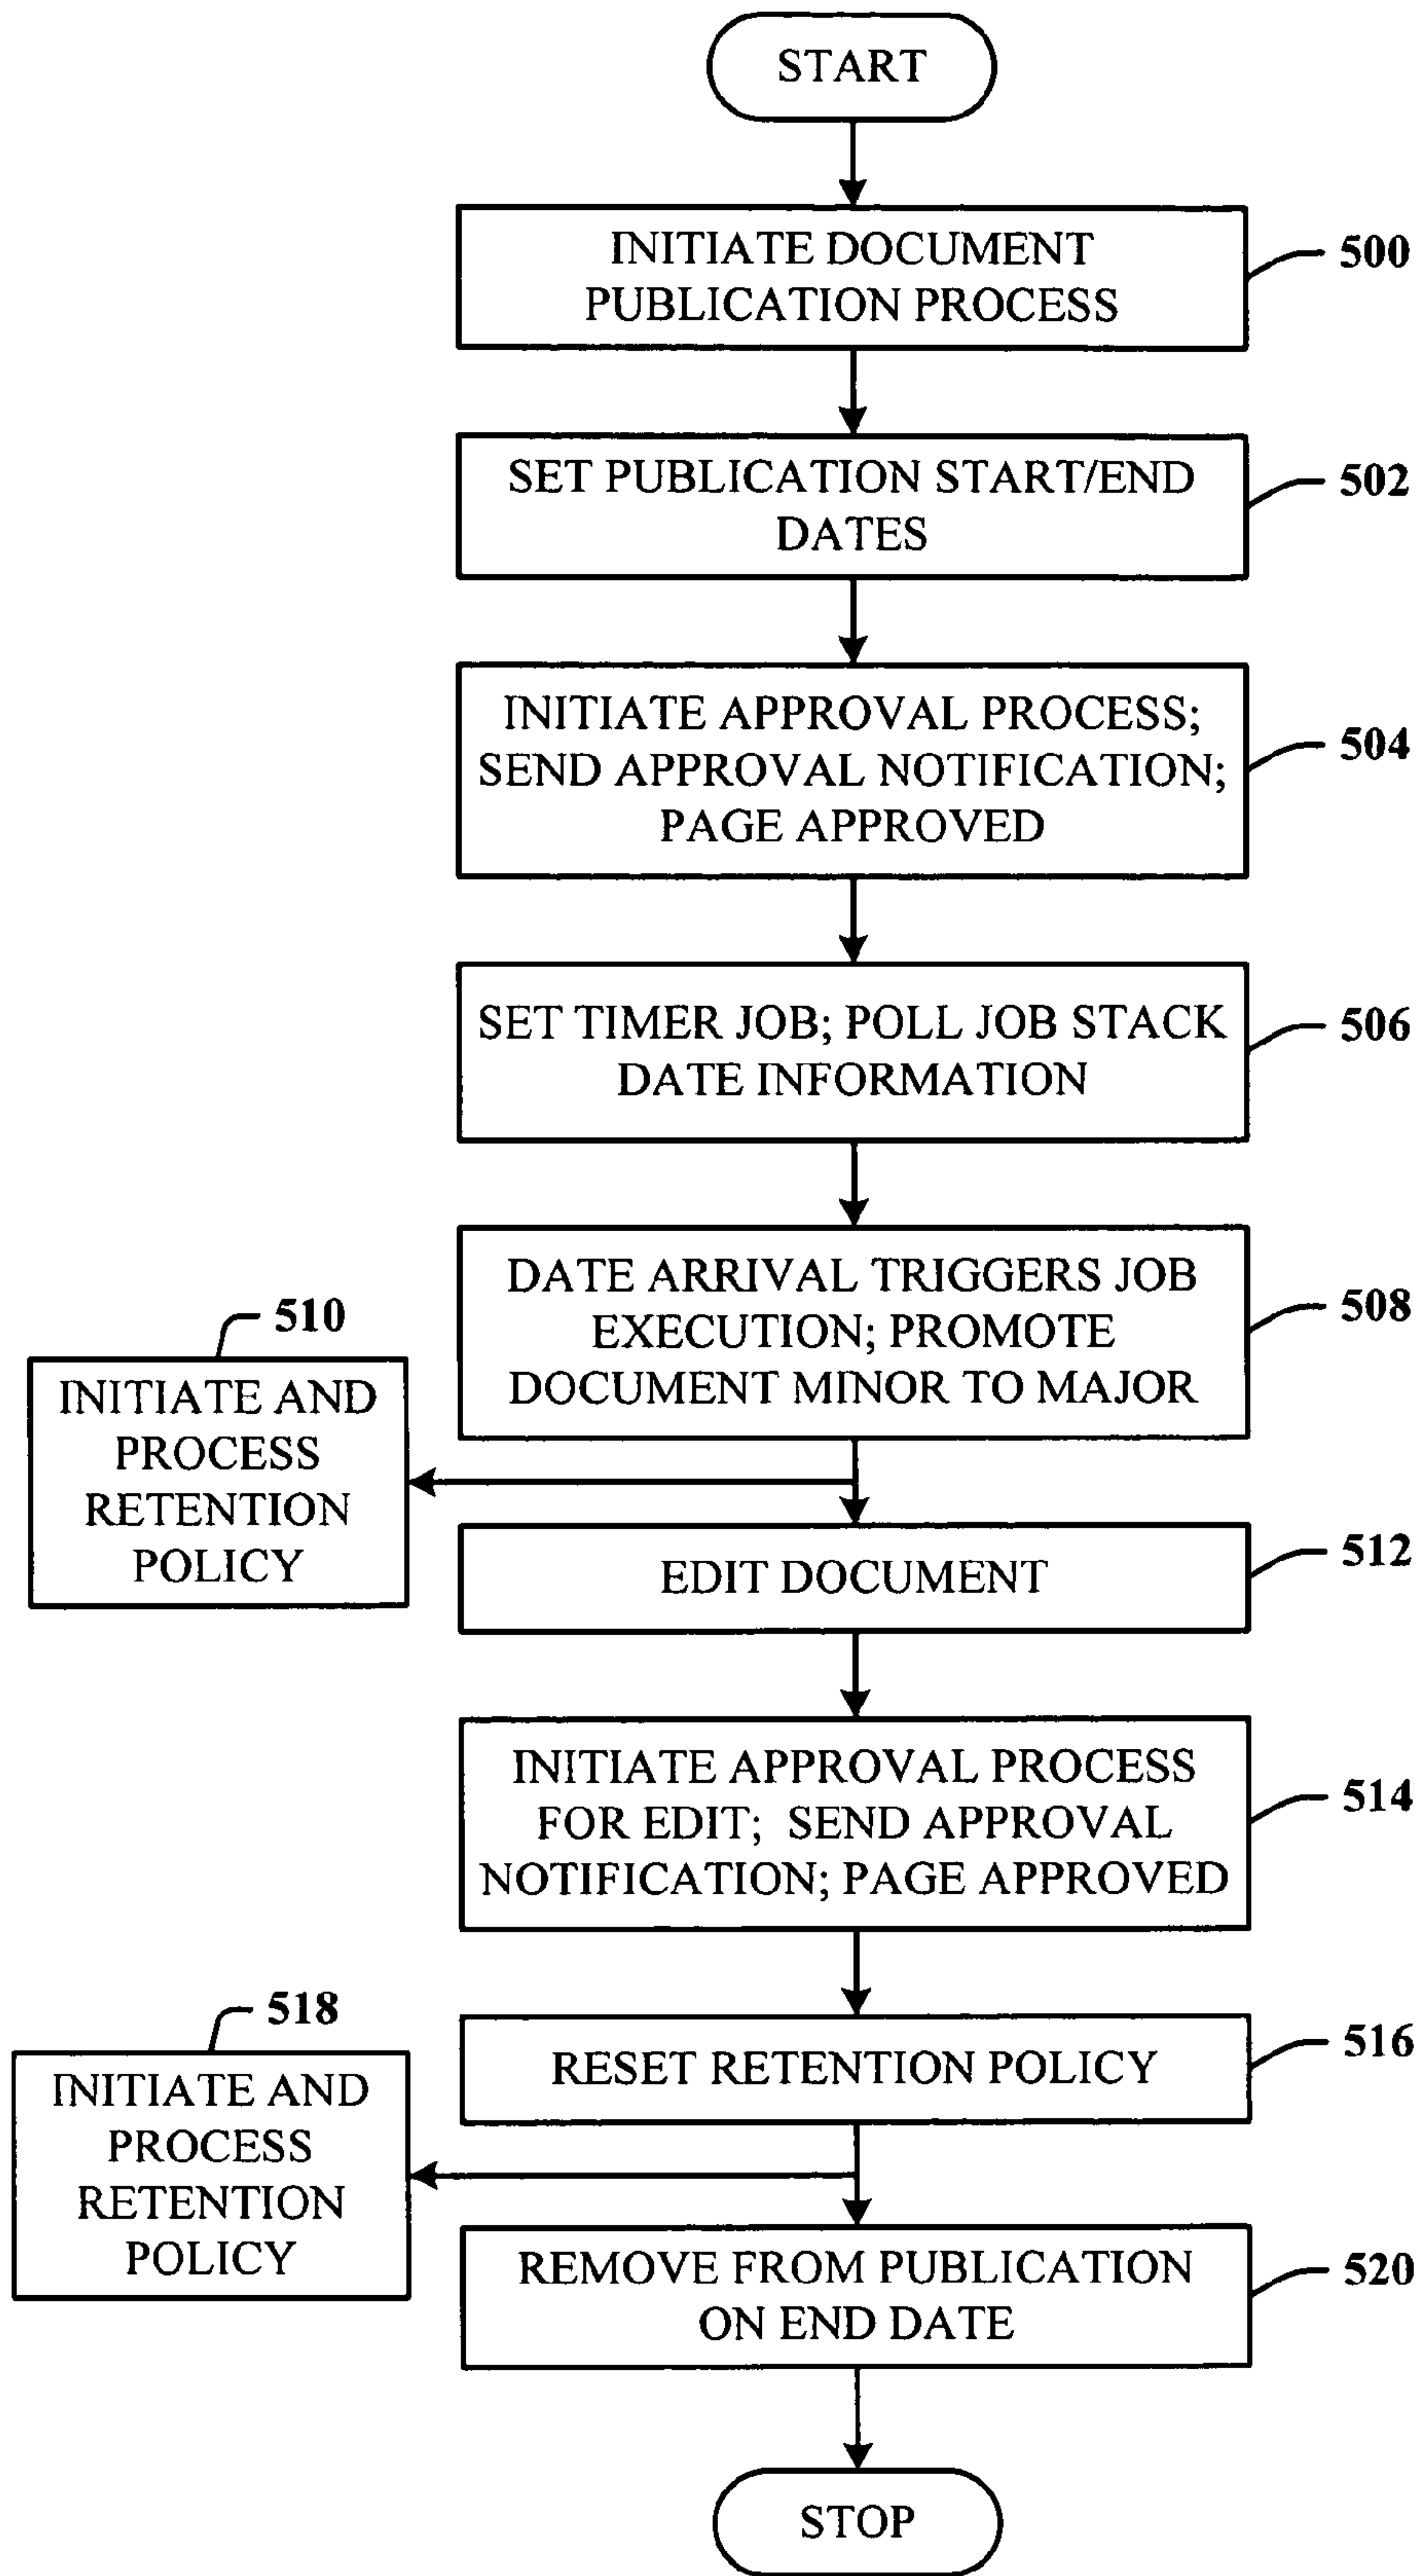 START
INITIATE DOCUMENT
PUBLICATION PROCESS
500
SET PUBLICATION START/END
DATES
502
INITIATE APPROVAL PROCESS;
SEND APPROVAL NOTIFICATION;
PAGE APPROVED
504
SET TIMER JOB; POLL JOB STACK
DATE INFORMATION
506
DATE ARRIVAL TRIGGERS JOB
EXECUTION; PROMOTE
DOCUMENT MINOR TO MAJOR
508
510
INITIATE AND
PROCESS
RETENTION
POLICY
EDIT DOCUMENT
512
INITIATE APPROVAL PROCESS
FOR EDIT; SEND APPROVAL
NOTIFICATION; PAGE APPROVED
514
RESET RETENTION POLICY
516
518
INITIATE AND
PROCESS
RETENTION
POLICY
REMOVE FROM PUBLICATION
ON END DATE
520
STOP